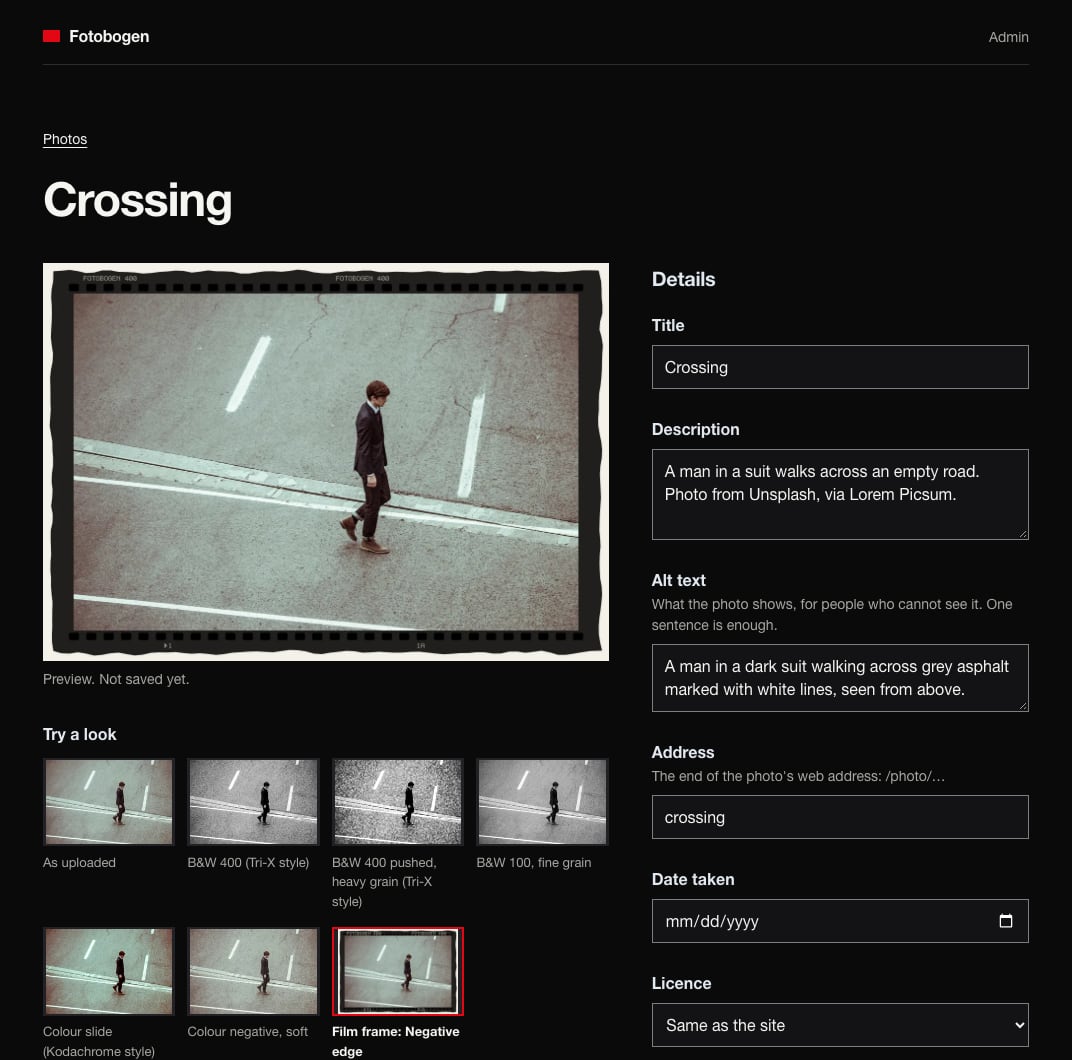 Fotobogen
Admin
Photos
Crossing
FOTOBOGEN 400
FOTOBOGEN 400
1A
Preview. Not saved yet.
Try a look
As uploaded
B&W 400 (Tri-X style)
B&W 400 pushed,
heavy grain (Tri-X
style)
B&W 100, fine grain
Colour slide
(Kodachrome style)
Colour negative, soft
Film frame: Negative
edge
Details
Title
Crossing
Description
A man in a suit walks across an empty road.
Photo from Unsplash, via Lorem Picsum.
Alt text
What the photo shows, for people who cannot see it. One
sentence is enough.
A man in a dark suit walking across grey asphalt
marked with white lines, seen from above.
Address
The end of the photo's web address: /photo/…
crossing
Date taken
mm/dd/yyyy
Licence
Same as the site